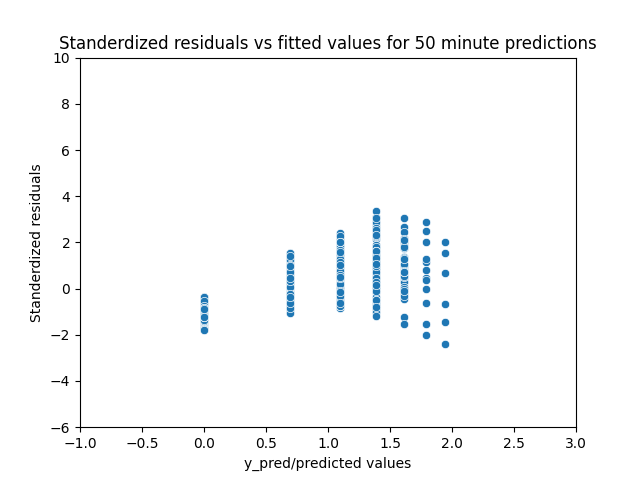 Standerdized residuals vs fitted values for 50 minute predictions
10
8
6
4
2
0
−2
−4
−6
Standerdized residuals
−1.0 −0.5 0.0 0.5 1.0 1.5 2.0 2.5 3.0
y_pred/predicted values